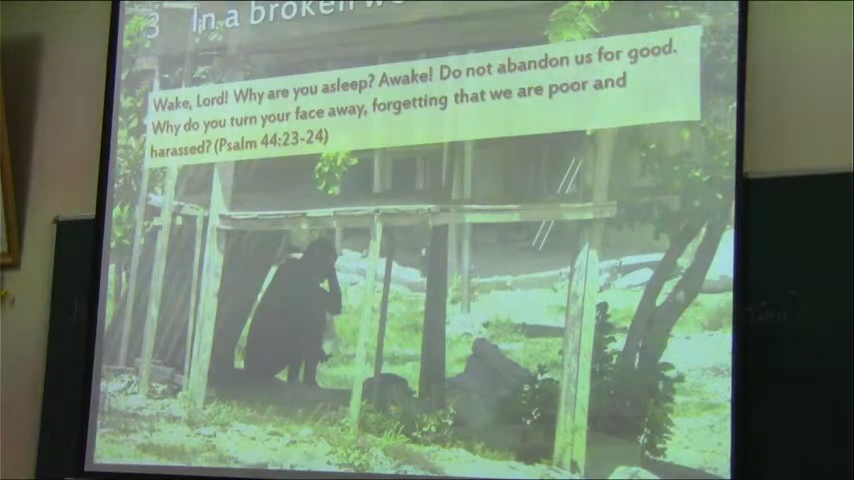 3 In a broken
Wake, Lord! Why are you asleep? Awake! Do not abandon us for good.
Why do you turn your face away, forgetting that we are poor and
harassed? (Psalm 44:23-24)